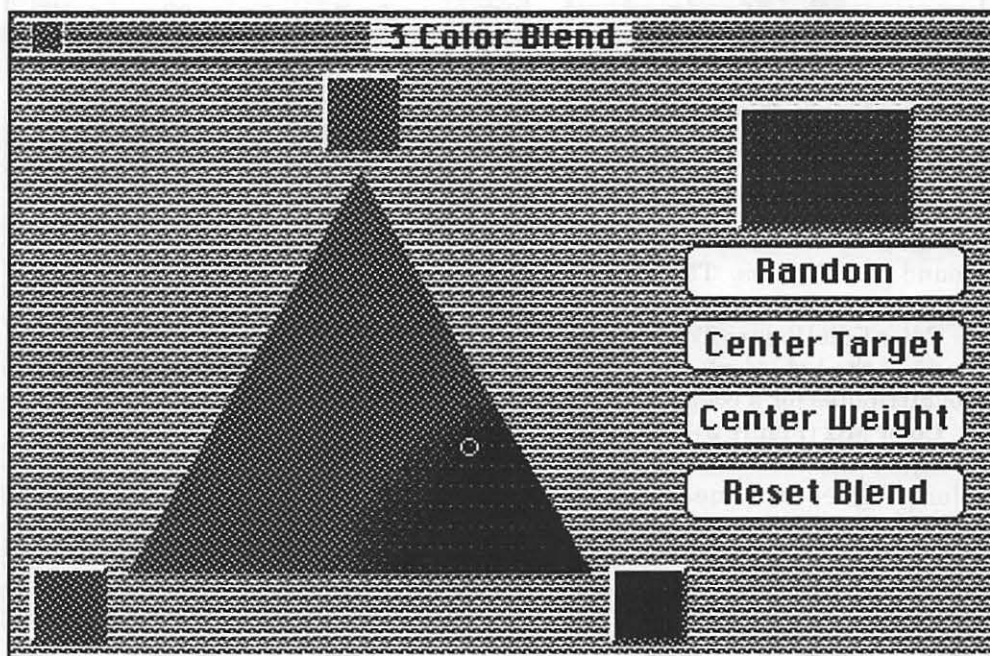 3 Color Blend
Random
Center Target
Center Weight
Reset Blend